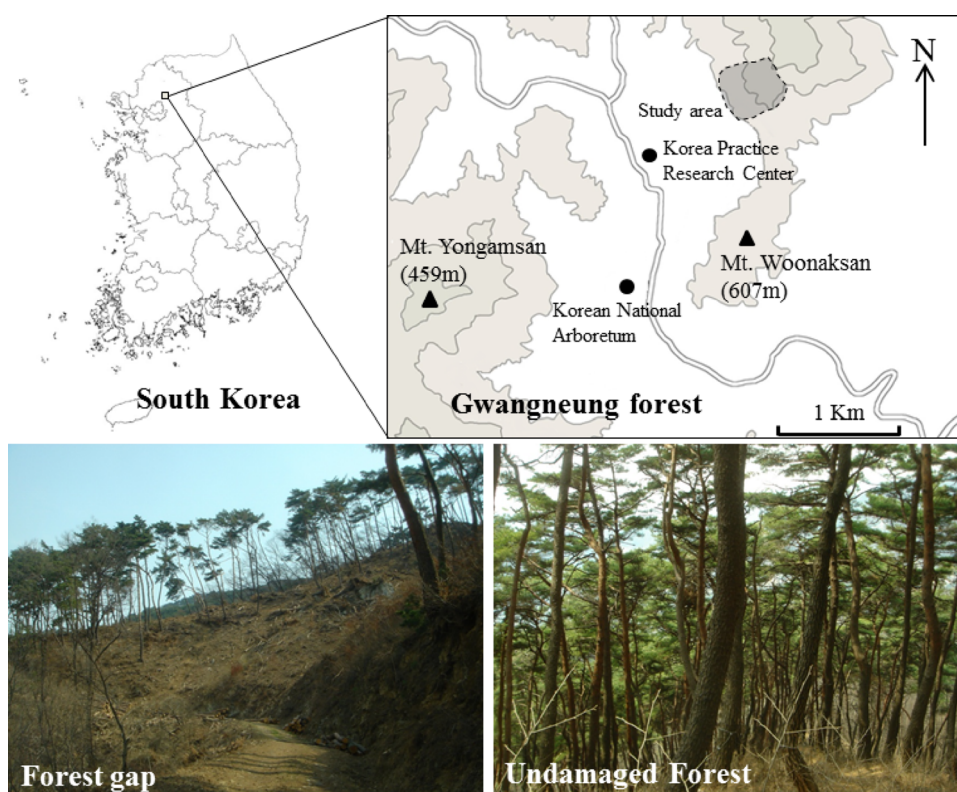 N
Study area
Korea Practice
Research Center
Mt. Yongamsan
(459m)
Mt. Woonaksan
(607m)
Korean National
Arboretum
South Korea
Gwangneung forest
1 Km
Forest gap
Undamaged Forest